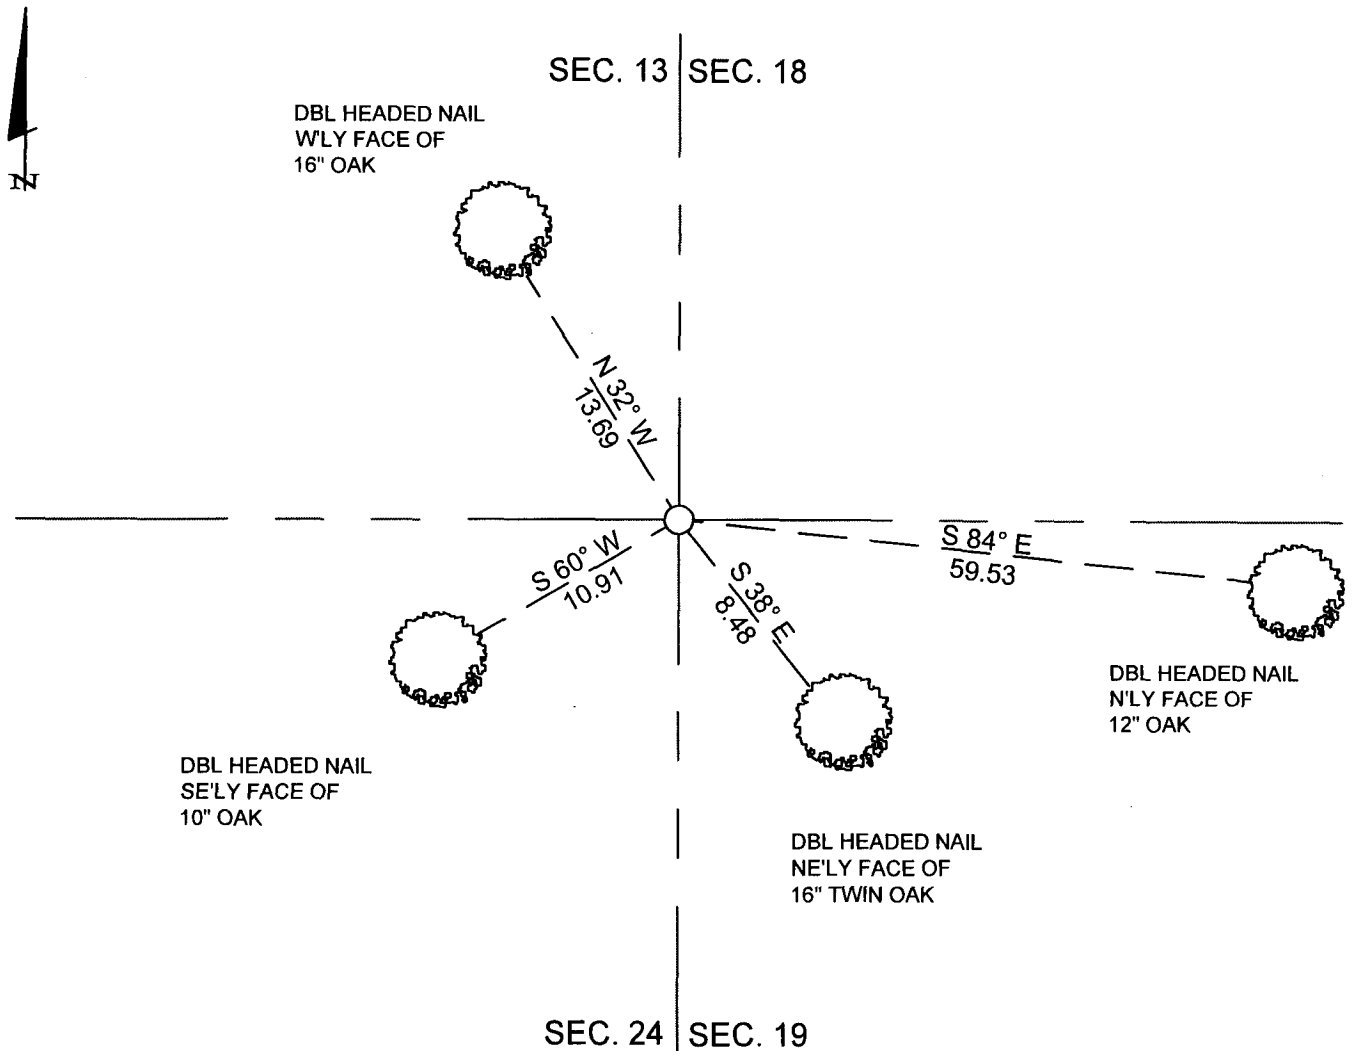 SEC. 13 SEC. 18
DBL HEADED NAIL
W'LY FACE OF
16" OAK
N
N 32° W
13.69
S 60° W
10.91
S 38° E
8.48
S 84° E
59.53
DBL HEADED NAIL
N'LY FACE OF
12" OAK
DBL HEADED NAIL
SE'LY FACE OF
10" OAK
DBL HEADED NAIL
NE'LY FACE OF
16" TWIN OAK
SEC. 24 SEC. 19